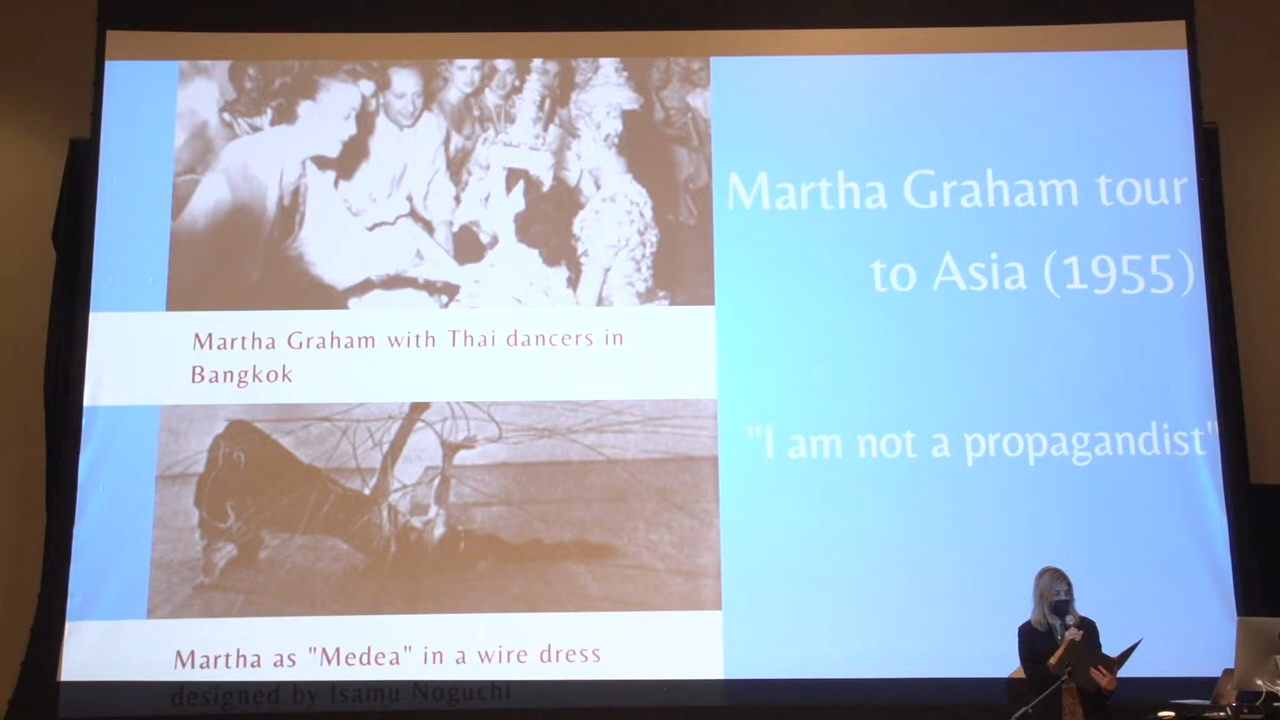 Martha Graham tour
to Asia (1955)
"I am not a propagandist"
Martha Graham with Thai dancers in
Bangkok
Martha as "Medea" in a wire dress
designed by Isamu Noguchi